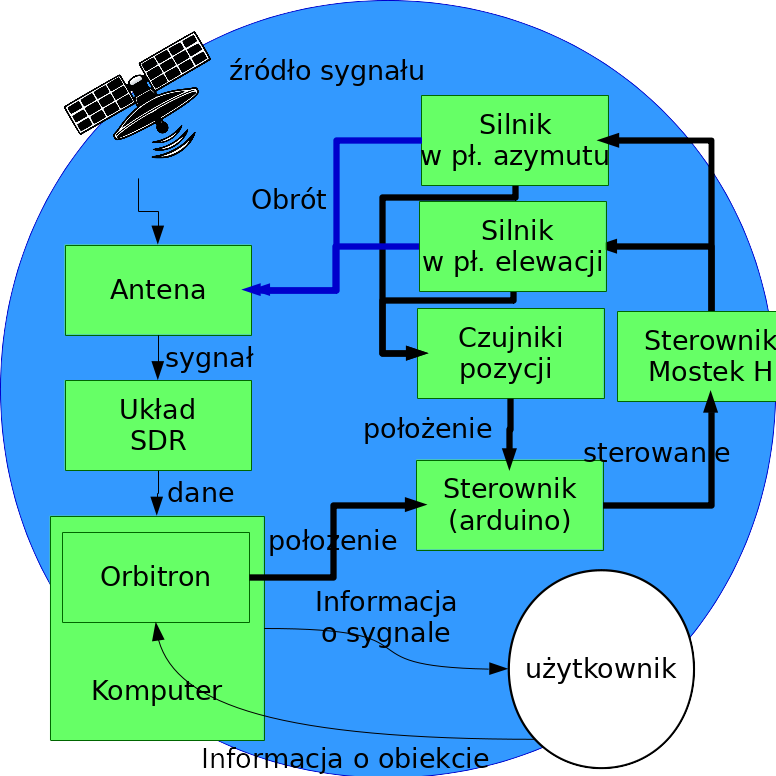 źródło sygnału
Silnik
w pł. azymutu
Obrót
Silnik
w pł. elewacji
Antena
Czujniki
pozycji
Sterownik
Mostek H
sygnał
Układ
SDR
położenie
sterowanie
dane
Sterownik
(arduino)
położenie
Orbitron
Informacja
o sygnale
użytkownik
Komputer
Informacja o obiekcie